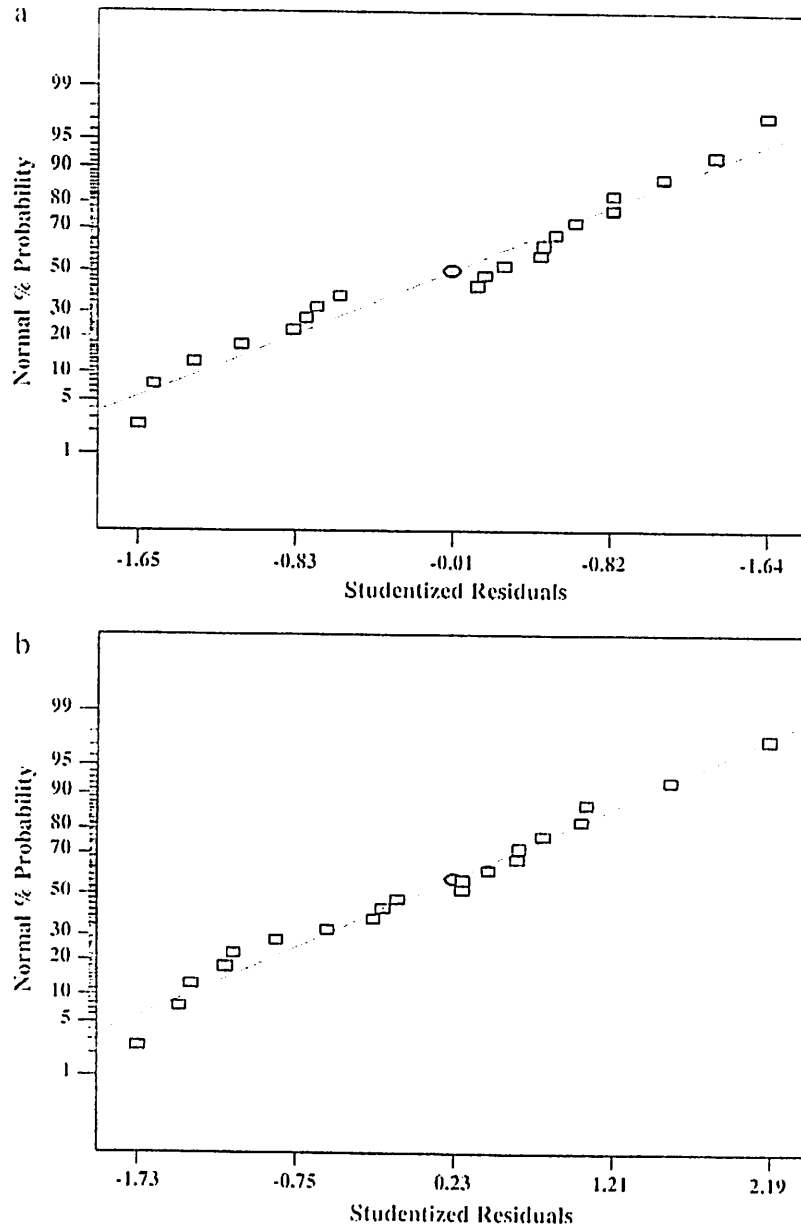 a
Normal % Probability
99
95
90
80
70
50
30
20
10
5
1
-1.65 -0.83 -0.01 -0.82 -1.64
Studentized Residuals
b
Normal % Probability
99
95
90
80
70
50
30
20
10
5
1
-1.73 -0.75 0.23 1.21 2.19
Studentized Residuals